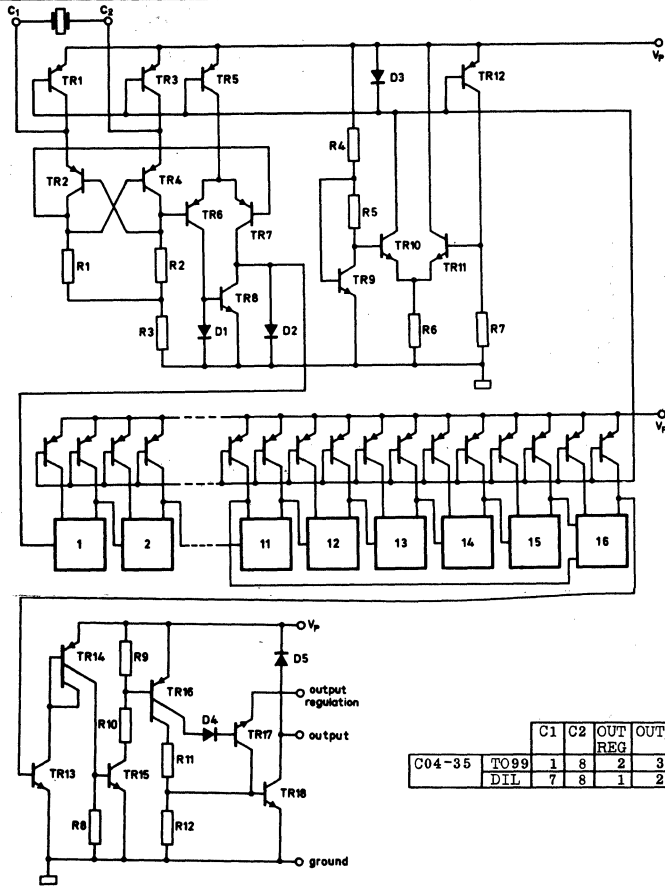 C1 C2
VP
TR1 TR3 TR5 D3 TR12
R4
TR2 TR4 R5
TR6 TR7 TR10 TR11
R1 R2 TR9
TR8
R3 D1 D2 R6 R7
VP
1 2 11 12 13 14 15 16
VP
TR14 R9 D5
TR16
output
regulation
R10 D4
TR17
output
R11
TR13 TR15 TR18
R8 R12
ground
C1 C2 OUT REG OUT
C04-35 TO99 1 8 2 3
DIL 7 8 1 2